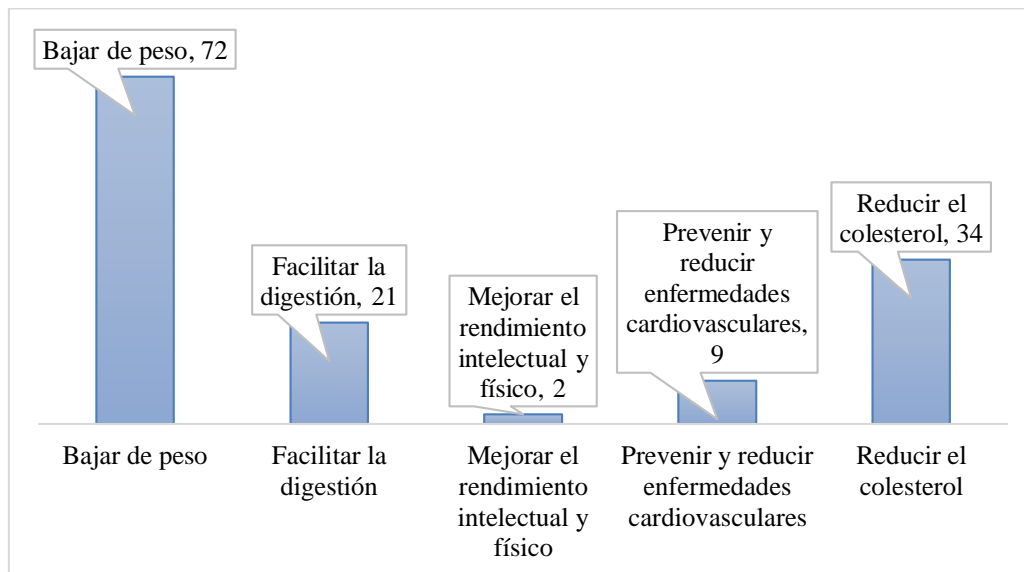 Bajar de peso, 72
Facilitar la
digestión, 21
Mejorar el
rendimiento
intelectual y
físico, 2
Prevenir y
reducir
enfermedades
cardiovasculares,
9
Reducir el
colesterol, 34
Bajar de peso
Facilitar la
digestión
Mejorar el
rendimiento
intelectual y
físico
Prevenir y reducir
enfermedades
cardiovasculares
Reducir el
colesterol